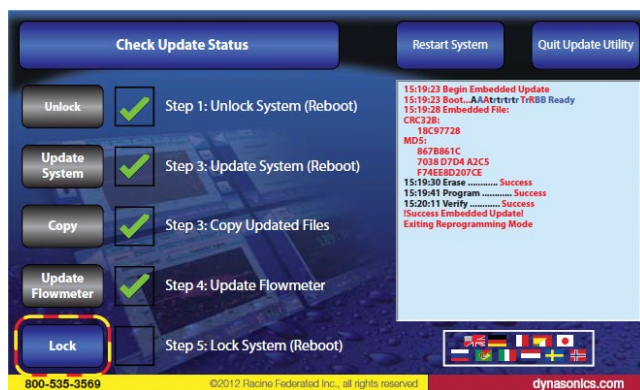 Check Update Status
Restart System
Quit Update Utility
Unlock
Step 1: Unlock System (Reboot)
Update
System
Step 3: Update System (Reboot)
Copy
Step 3: Copy Updated Files
Update
Flowmeter
Step 4: Update Flowmeter
Lock
Step 5: Lock System (Reboot)
15:19:23 Begin Embedded Update
15:19:23 Boot...AAAtrtrtrtr TrRBB Ready
15:19:28 Embedded File:
CRC32B:
18C97728
MD5:
867B861C
7038 D7D4 A2C5
F74EE8D207CE
15:19:30 Erase ............ Success
15:19:41 Program ............ Success
15:20:11 Verify ............ Success
!Success Embedded Update!
Exiting Reprogramming Mode
800-535-3569
©2012 Racine Federated Inc., all rights reserved
dynasonics.com